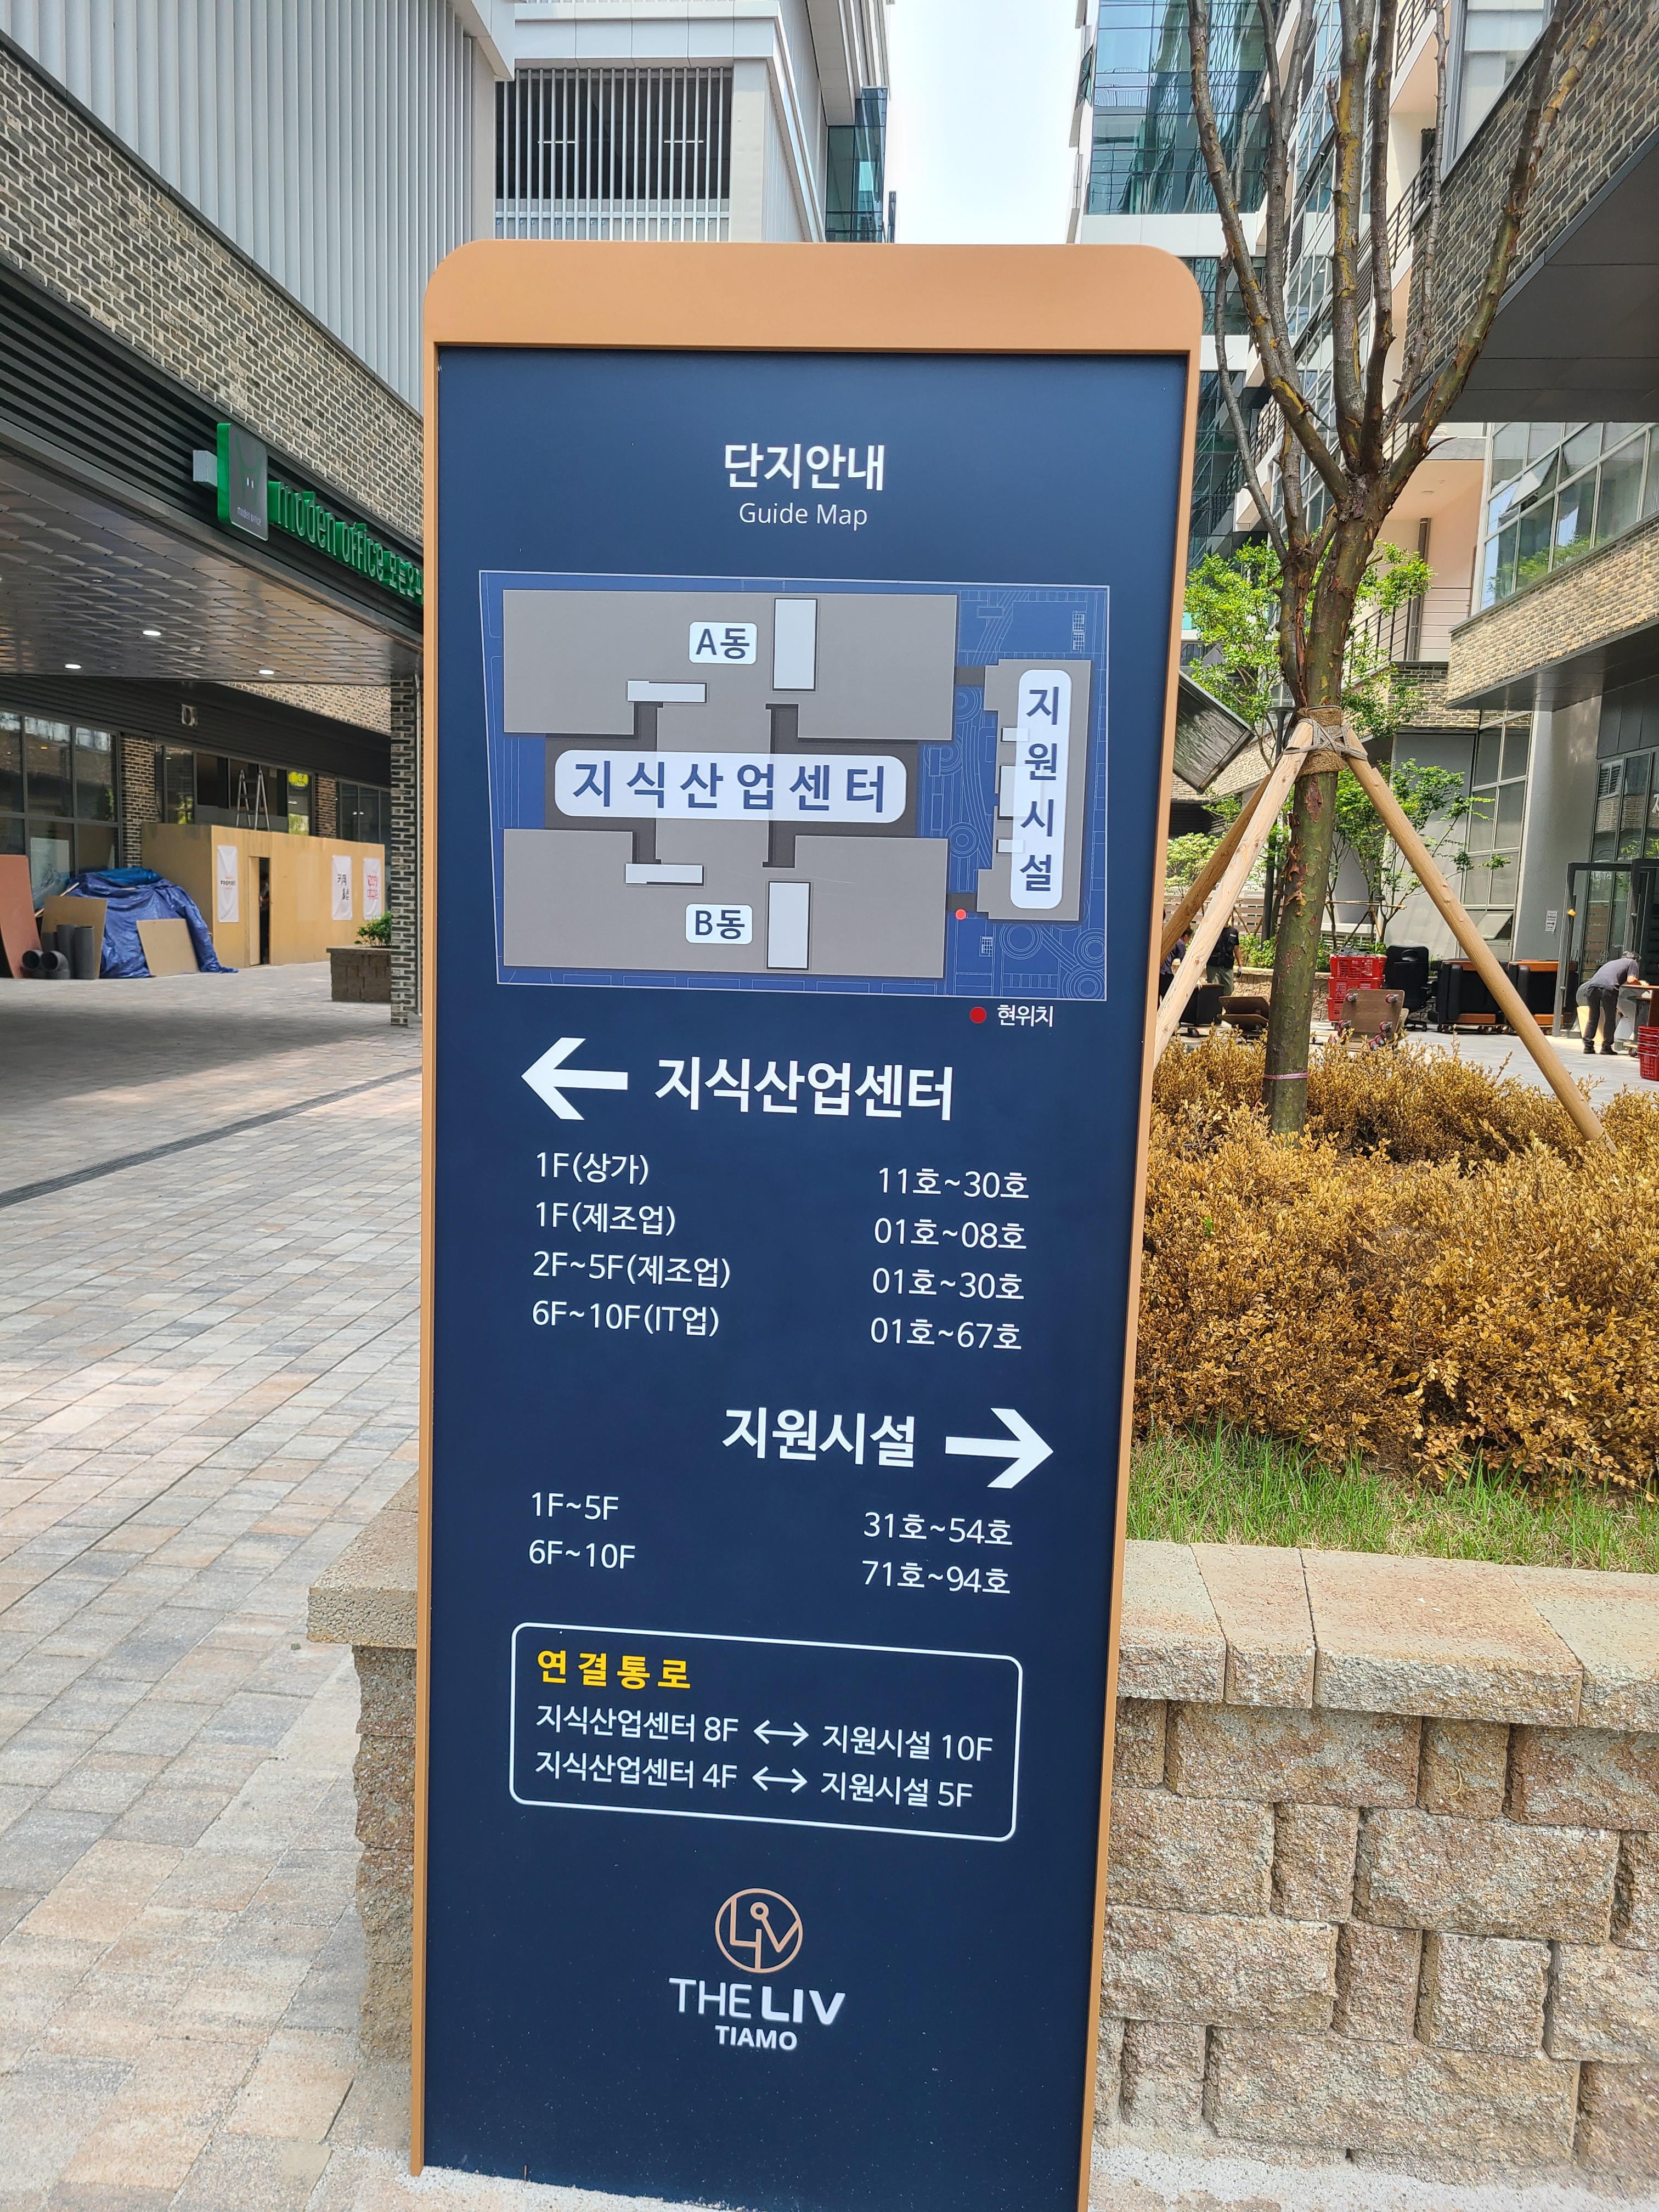 moden office
단지안내
Guide Map
A동
지식산업센터
지원시설
B동
현위치
지식산업센터
1F(상가) 11호~30호
1F(제조업) 01호~08호
2F~5F(제조업) 01호~30호
6F~10F(IT업) 01호~67호
지원시설
1F~5F 31호~54호
6F~10F 71호~94호
연결통로
지식산업센터 8F ↔ 지원시설 10F
지식산업센터 4F ↔ 지원시설 5F
LIV
THE LIV
TIAMO